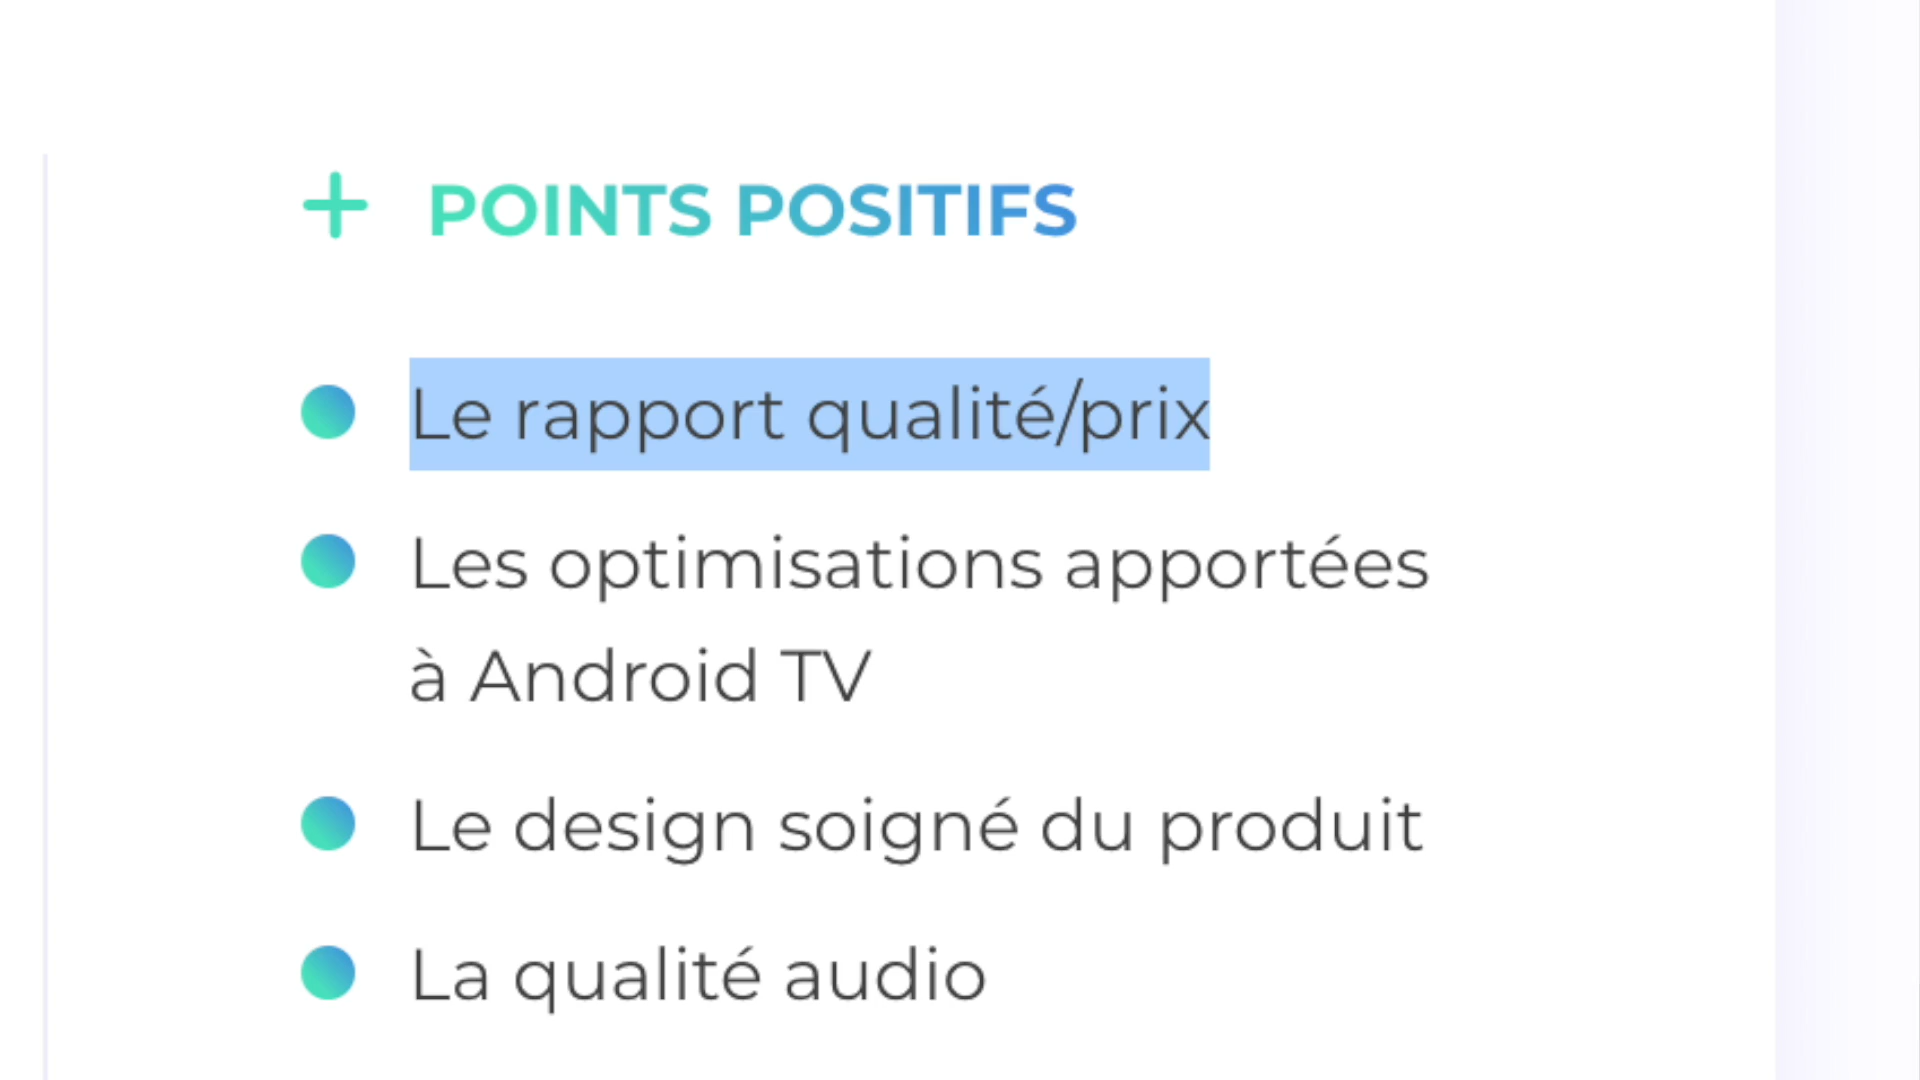 + POINTS POSITIFS
Le rapport qualité/prix
Les optimisations apportées
à Android TV
Le design soigné du produit
La qualité audio